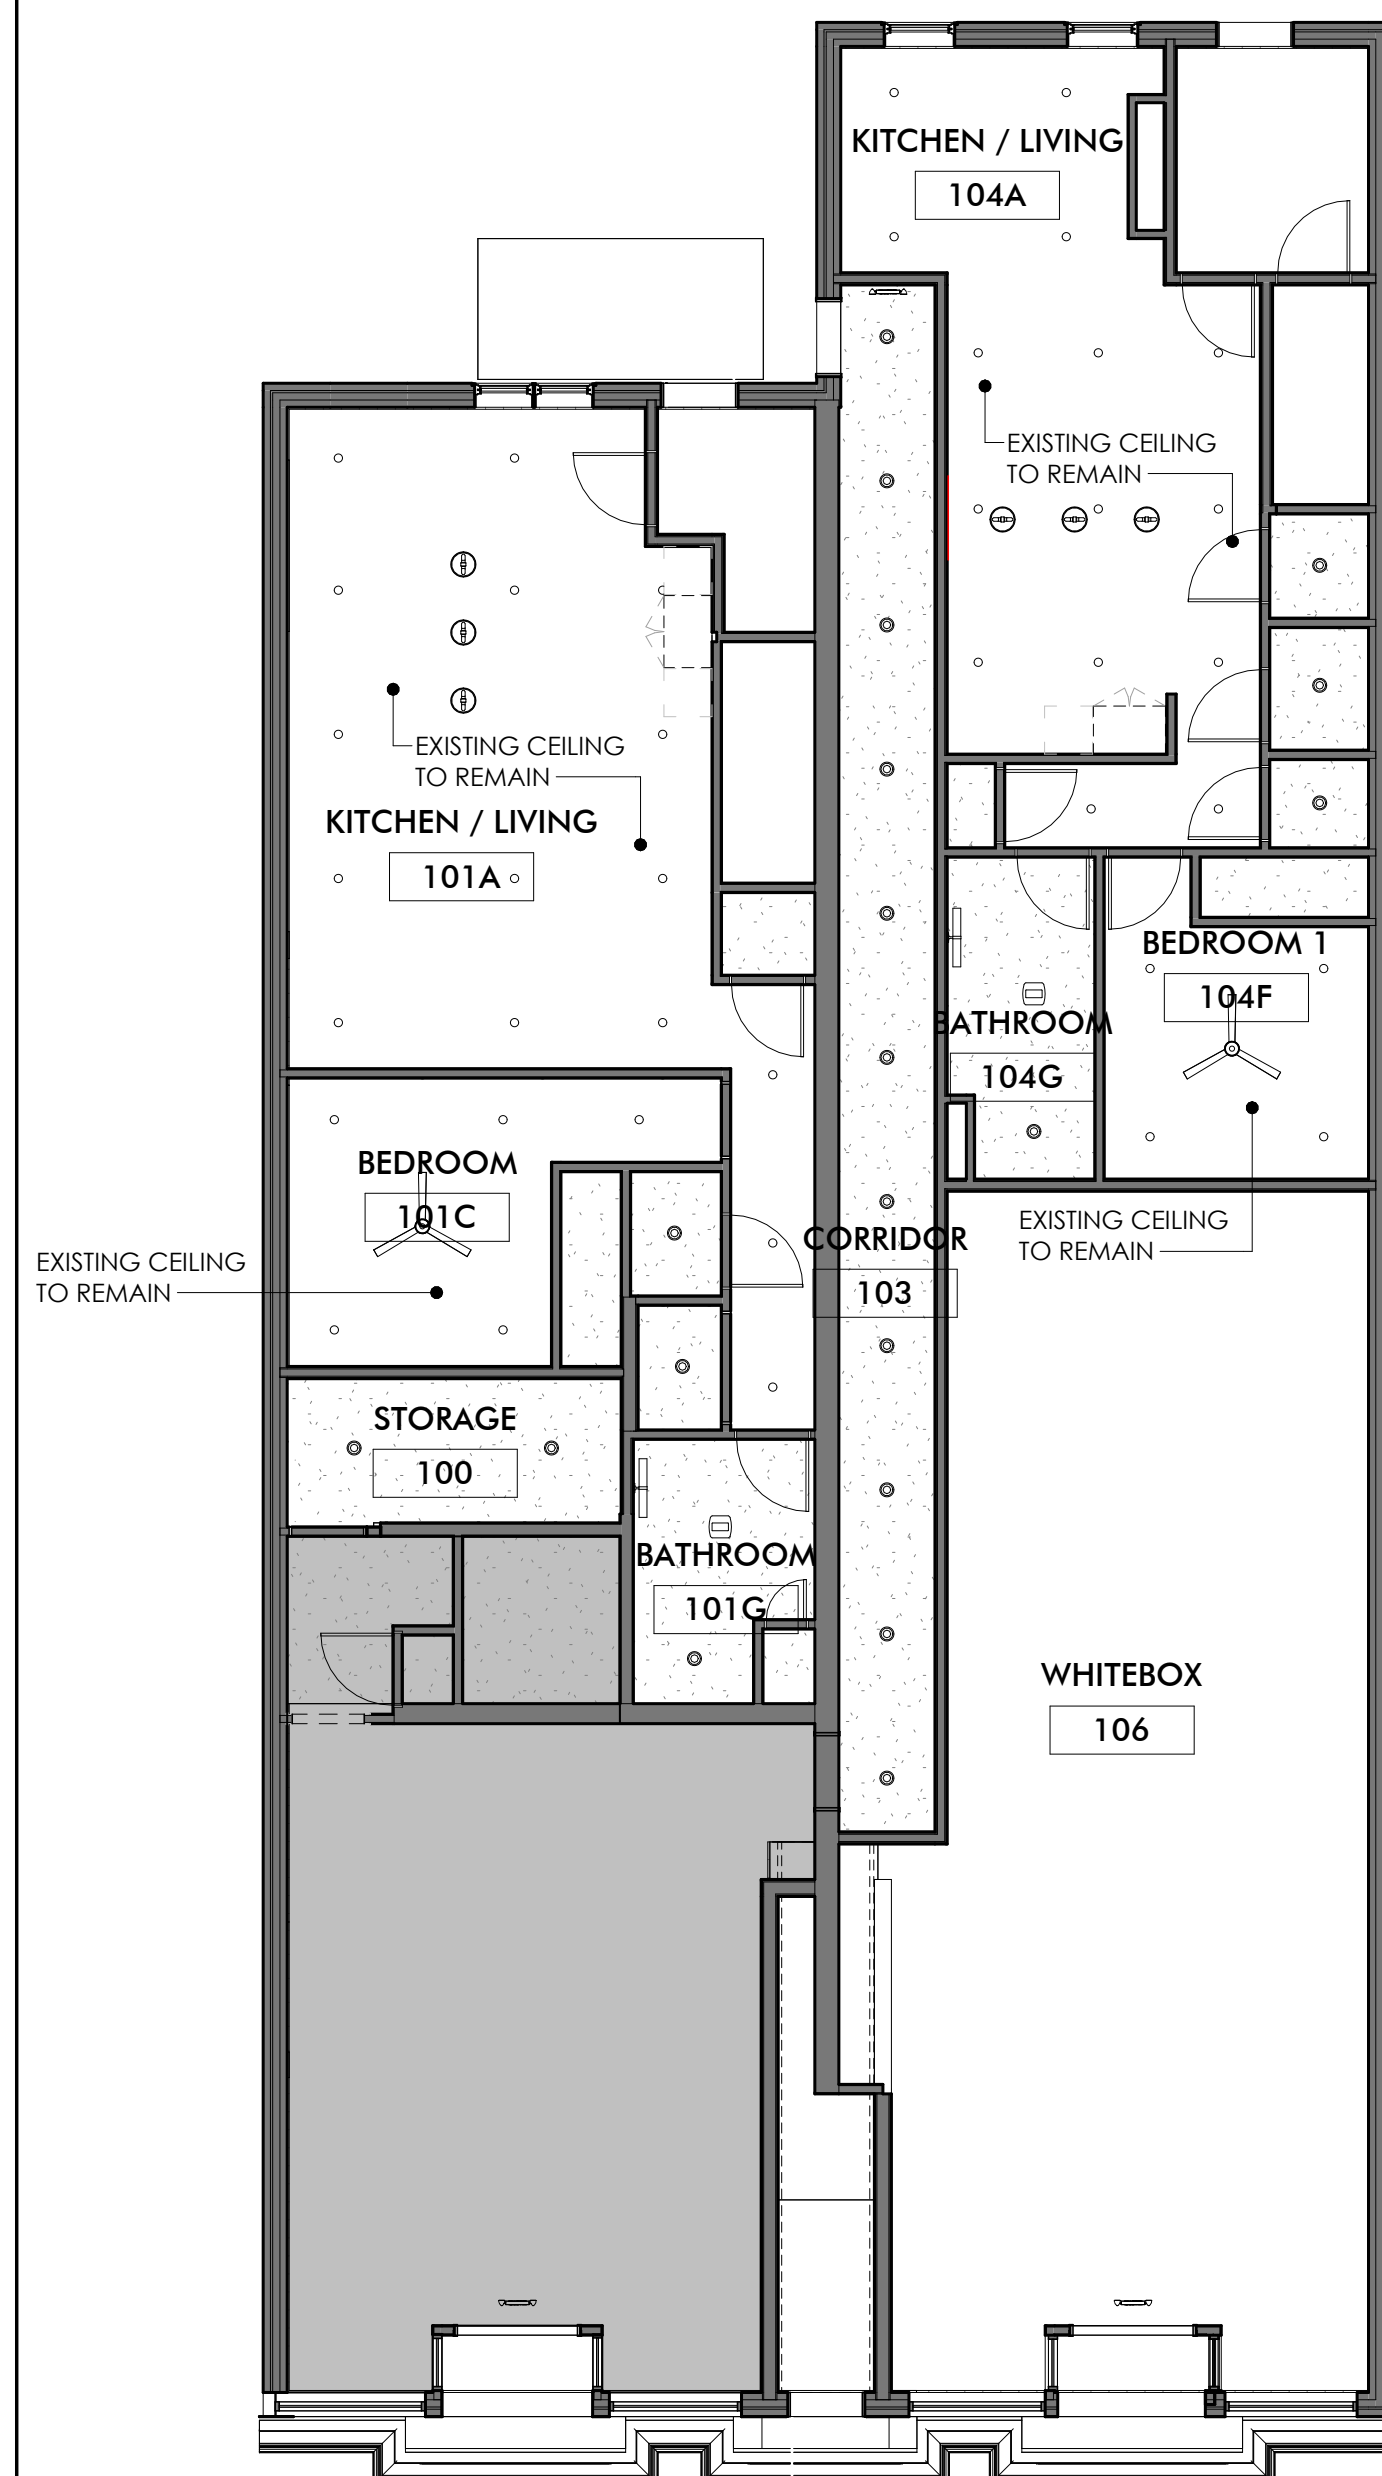 KITCHEN / LIVING
104A
EXISTING CEILING
TO REMAIN
EXISTING CEILING
TO REMAIN
KITCHEN / LIVING
101A
BEDROOM 1
104F
BATHROOM
104G
BEDROOM
101C
EXISTING CEILING
TO REMAIN
CORRIDOR
103
EXISTING CEILING
TO REMAIN
STORAGE
100
BATHROOM
101G
WHITEBOX
106